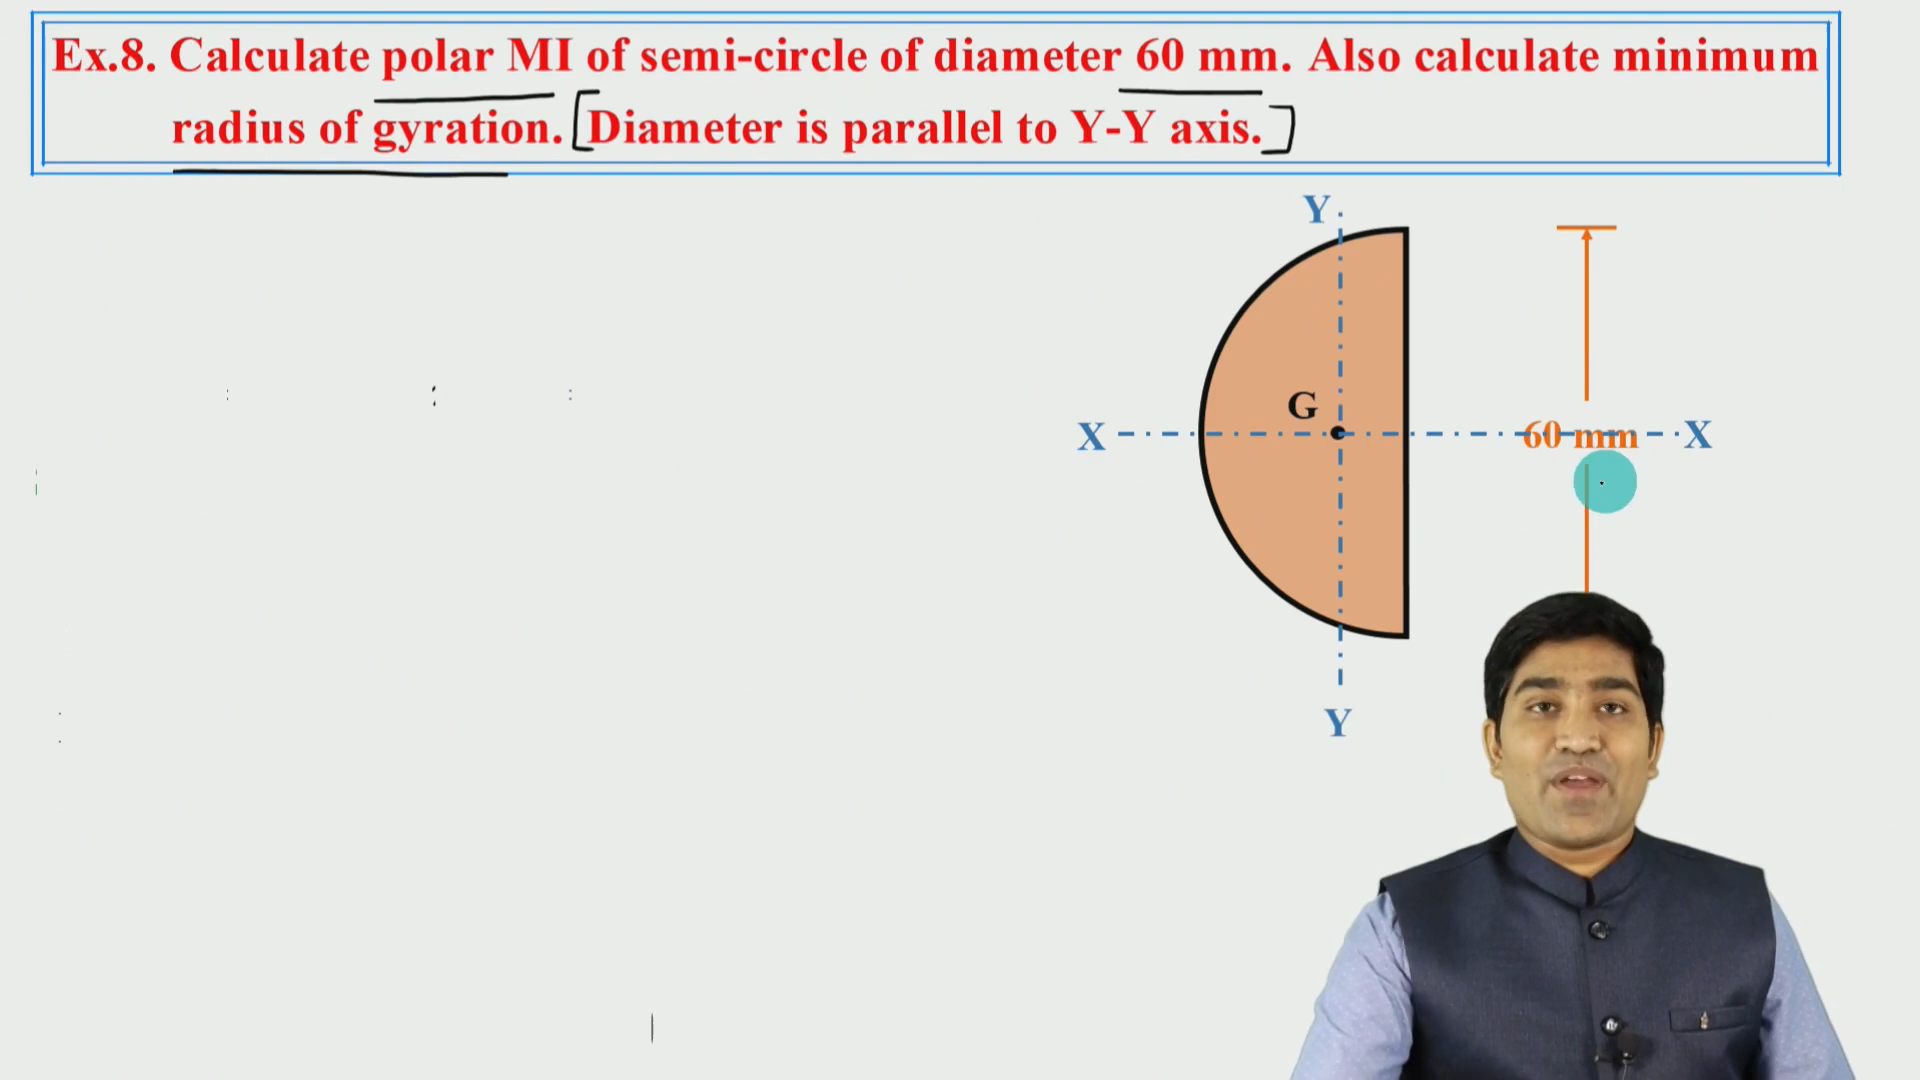 Ex.8. Calculate polar MI of semi-circle of diameter 60 mm. Also calculate minimum
radius of gyration. [Diameter is parallel to Y-Y axis.]
Y
G
X
60 mm
X
Y